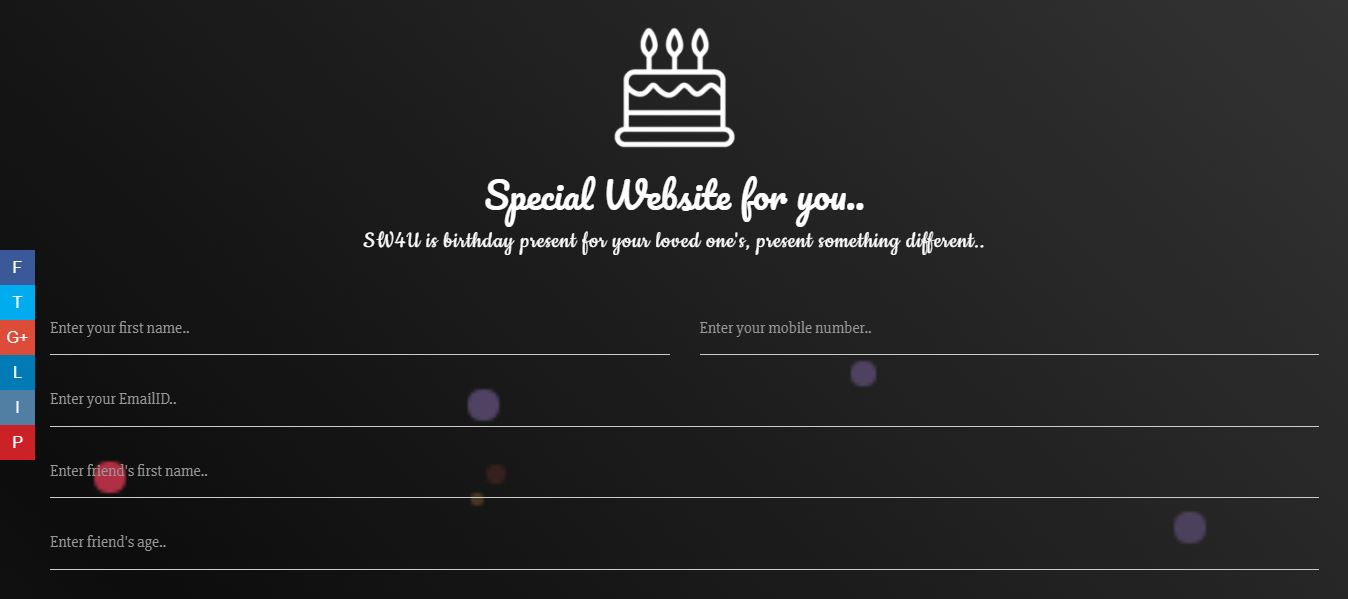 Special Website for you..
SW4U is birthday present for your loved one's, present something different..
F
T
G+
L
I
P
Enter your first name..
Enter your mobile number..
Enter your EmailID..
Enter friend's first name..
Enter friend's age..